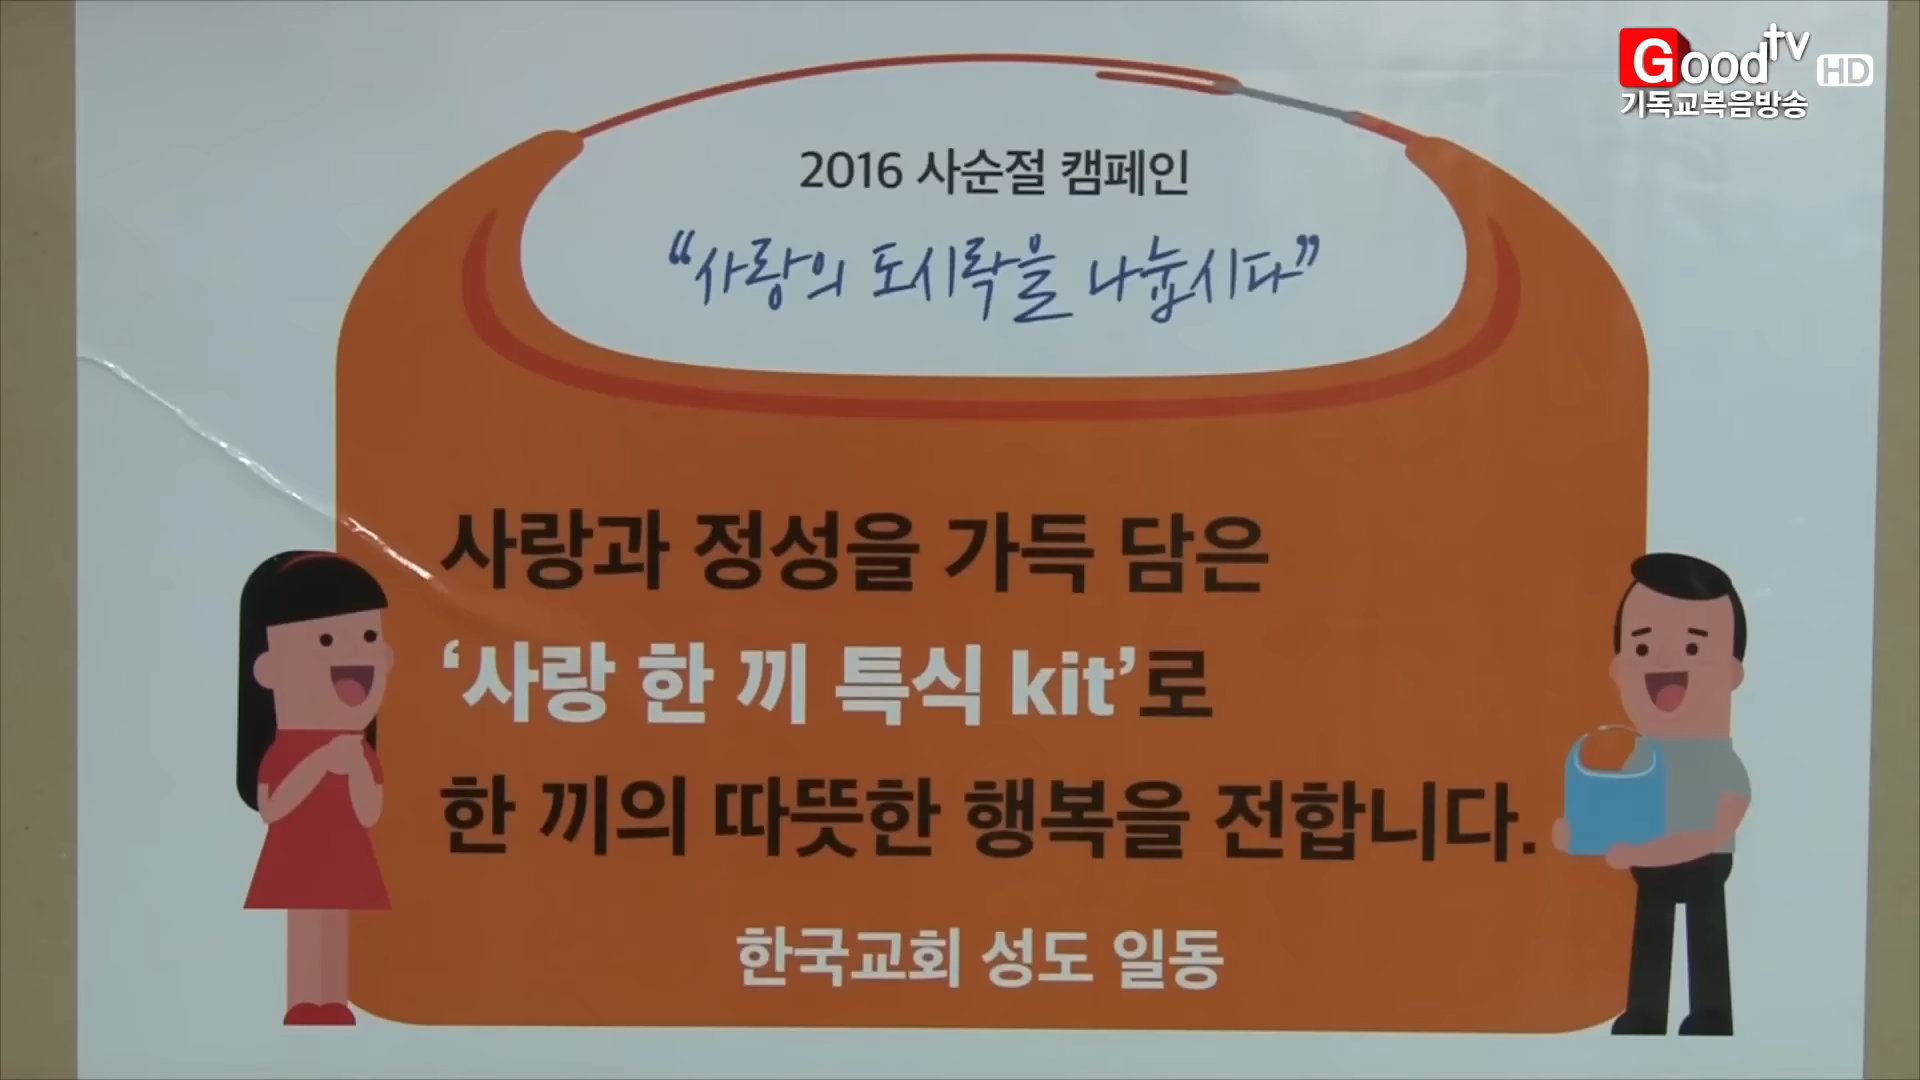 Good tv HD
기독교복음방송
2016 사순절 캠페인
“사랑의 도시락을 나눕시다”
사랑과 정성을 가득 담은
‘사랑 한 끼 특식 kit’로
한 끼의 따뜻한 행복을 전합니다.
한국교회 성도 일동